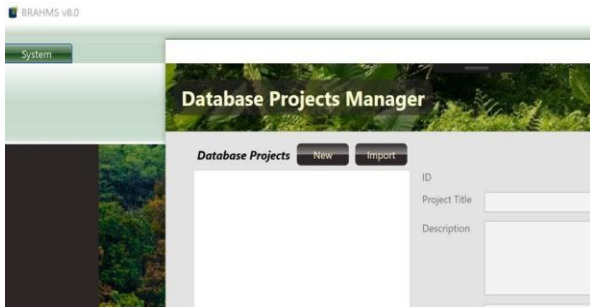 BRAHMS v8.0
System
Database Projects Manager
Database Projects New Import
ID
Project Title
Description